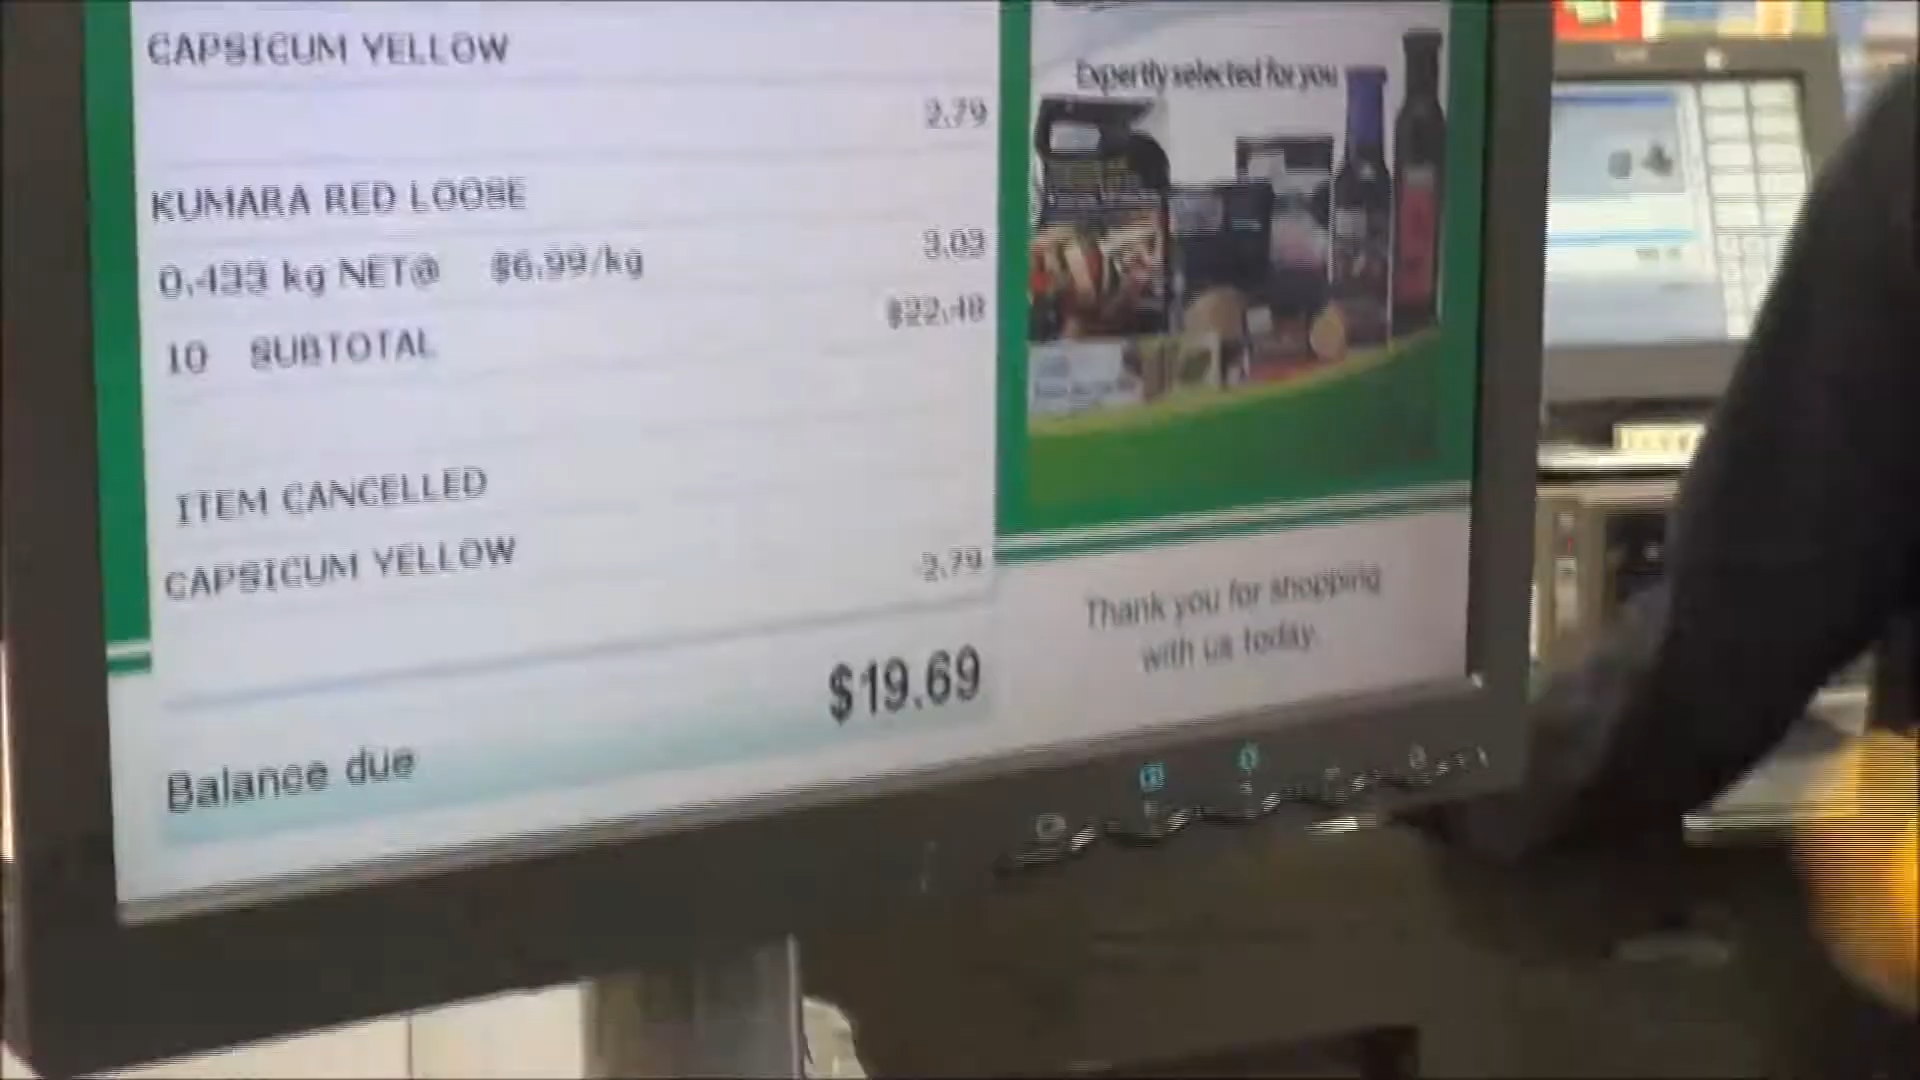 CAPSICUM YELLOW
2.79
KUMARA RED LOOSE
3.03
0.433 kg NET@ $6.99/kg
$22.48
10 SUBTOTAL
ITEM CANCELLED
CAPSICUM YELLOW
-2.79
$19.69
Balance due
Expertly selected for you
Thank you for shopping
with us today.